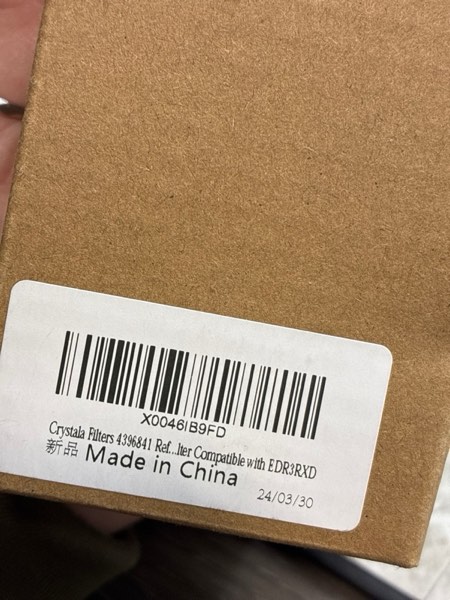 X0046IB9FD
Crystala Filters 4396841 Ref...lter Compatible with EDR3RXD
新品 Made in China
24/03/30